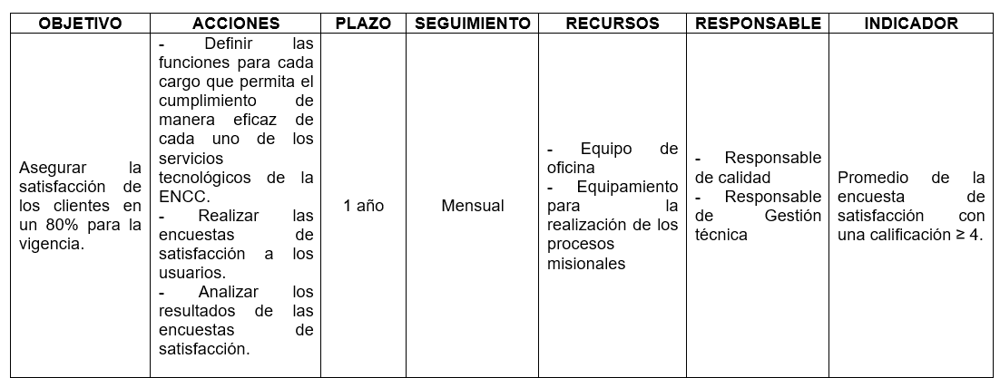 OBJETIVO ACCIONES PLAZO SEGUIMIENTO RECURSOS RESPONSABLE INDICADOR
Asegurar la
satisfacción de
los clientes en
un 80% para la
vigencia.
- Definir las
funciones para cada
cargo que permita el
cumplimiento de
manera eficaz de
cada uno de los
servicios
tecnológicos de la
ENCC.
- Realizar las
encuestas de
satisfacción a los
usuarios.
- Analizar los
resultados de las
encuestas de
satisfacción.
1 año
Mensual
- Equipo de
oficina
- Equipamiento
para la
realización de los
procesos
misionales
- Responsable
de calidad
- Responsable
de Gestión
técnica
Promedio de la
encuesta de
satisfacción con
una calificación ≥ 4.